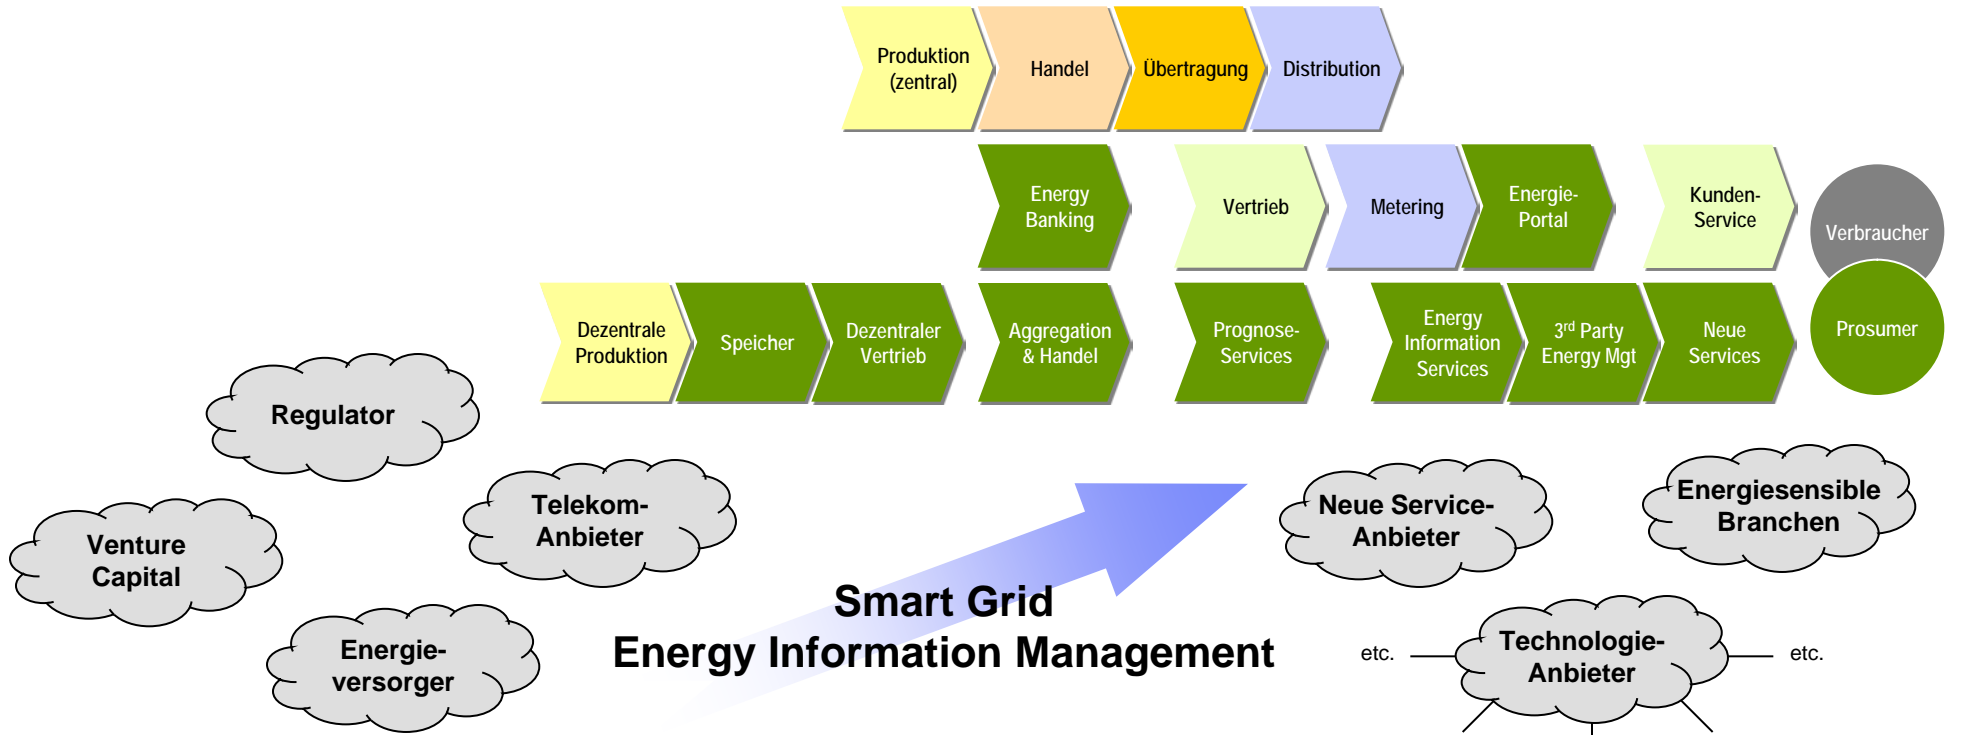 Produktion
(zentral)
Handel
Übertragung
Distribution
Energy
Banking
Vertrieb
Metering
Energie-
Portal
Kunden-
Service
Verbraucher
Dezentrale
Produktion
Speicher
Dezentraler
Vertrieb
Aggregation
& Handel
Prognose-
Services
Energy
Information
Services
3rd Party
Energy Mgt
Neue
Services
Prosumer
Regulator
Telekom-
Anbieter
Venture
Capital
Energie-
versorger
Smart Grid
Energy Information Management
Neue Service-
Anbieter
Energiesensible
Branchen
etc.
Technologie-
Anbieter
etc.